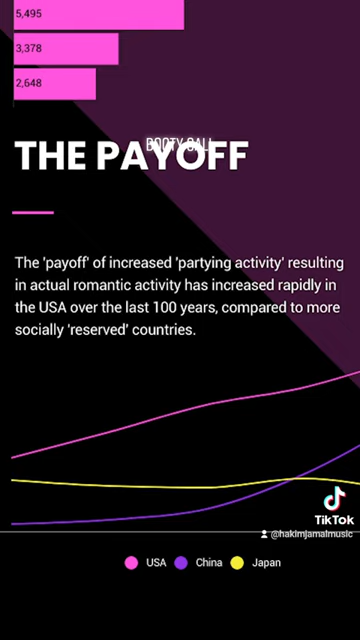 5,495
3,378
2,648
BOOTY CALL
THE PAYOFF
The 'payoff' of increased 'partying activity' resulting
in actual romantic activity has increased rapidly in
the USA over the last 100 years, compared to more
socially 'reserved' countries.
TikTok
@hakimjamalmusic
USA China Japan